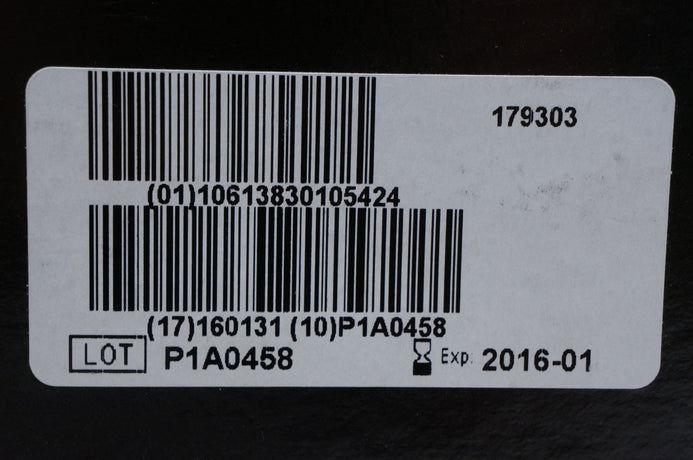 179303
(01)10613830105424
(17)160131 (10)P1A0458
LOT P1A0458 Exp. 2016-01